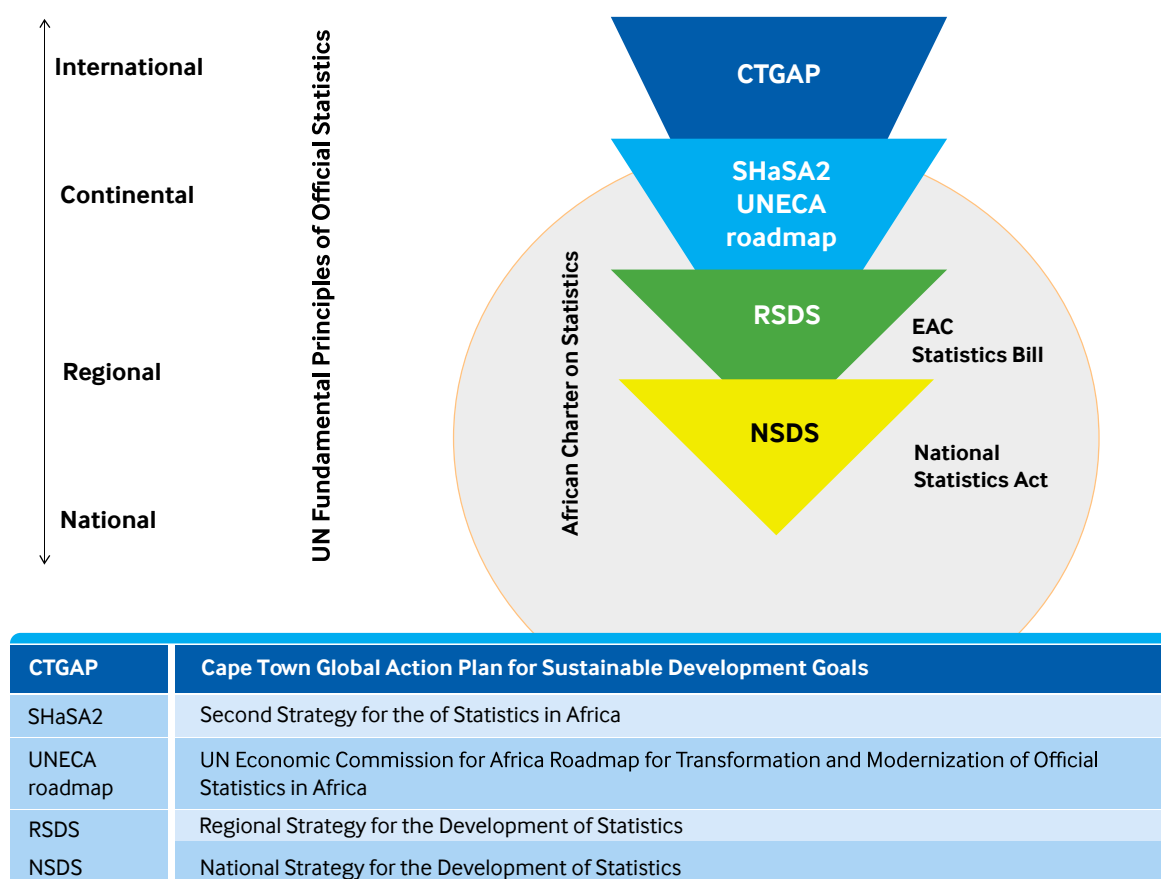 International
Continental
Regional
National
UN Fundamental Principles of Official Statistics
African Charter on Statistics
CTGAP
SHaSA2
UNECA
roadmap
RSDS
EAC
Statistics Bill
NSDS
National
Statistics Act
CTGAP Cape Town Global Action Plan for Sustainable Development Goals
SHaSA2 Second Strategy for the of Statistics in Africa
UNECA roadmap UN Economic Commission for Africa Roadmap for Transformation and Modernization of Official
Statistics in Africa
RSDS Regional Strategy for the Development of Statistics
NSDS National Strategy for the Development of Statistics